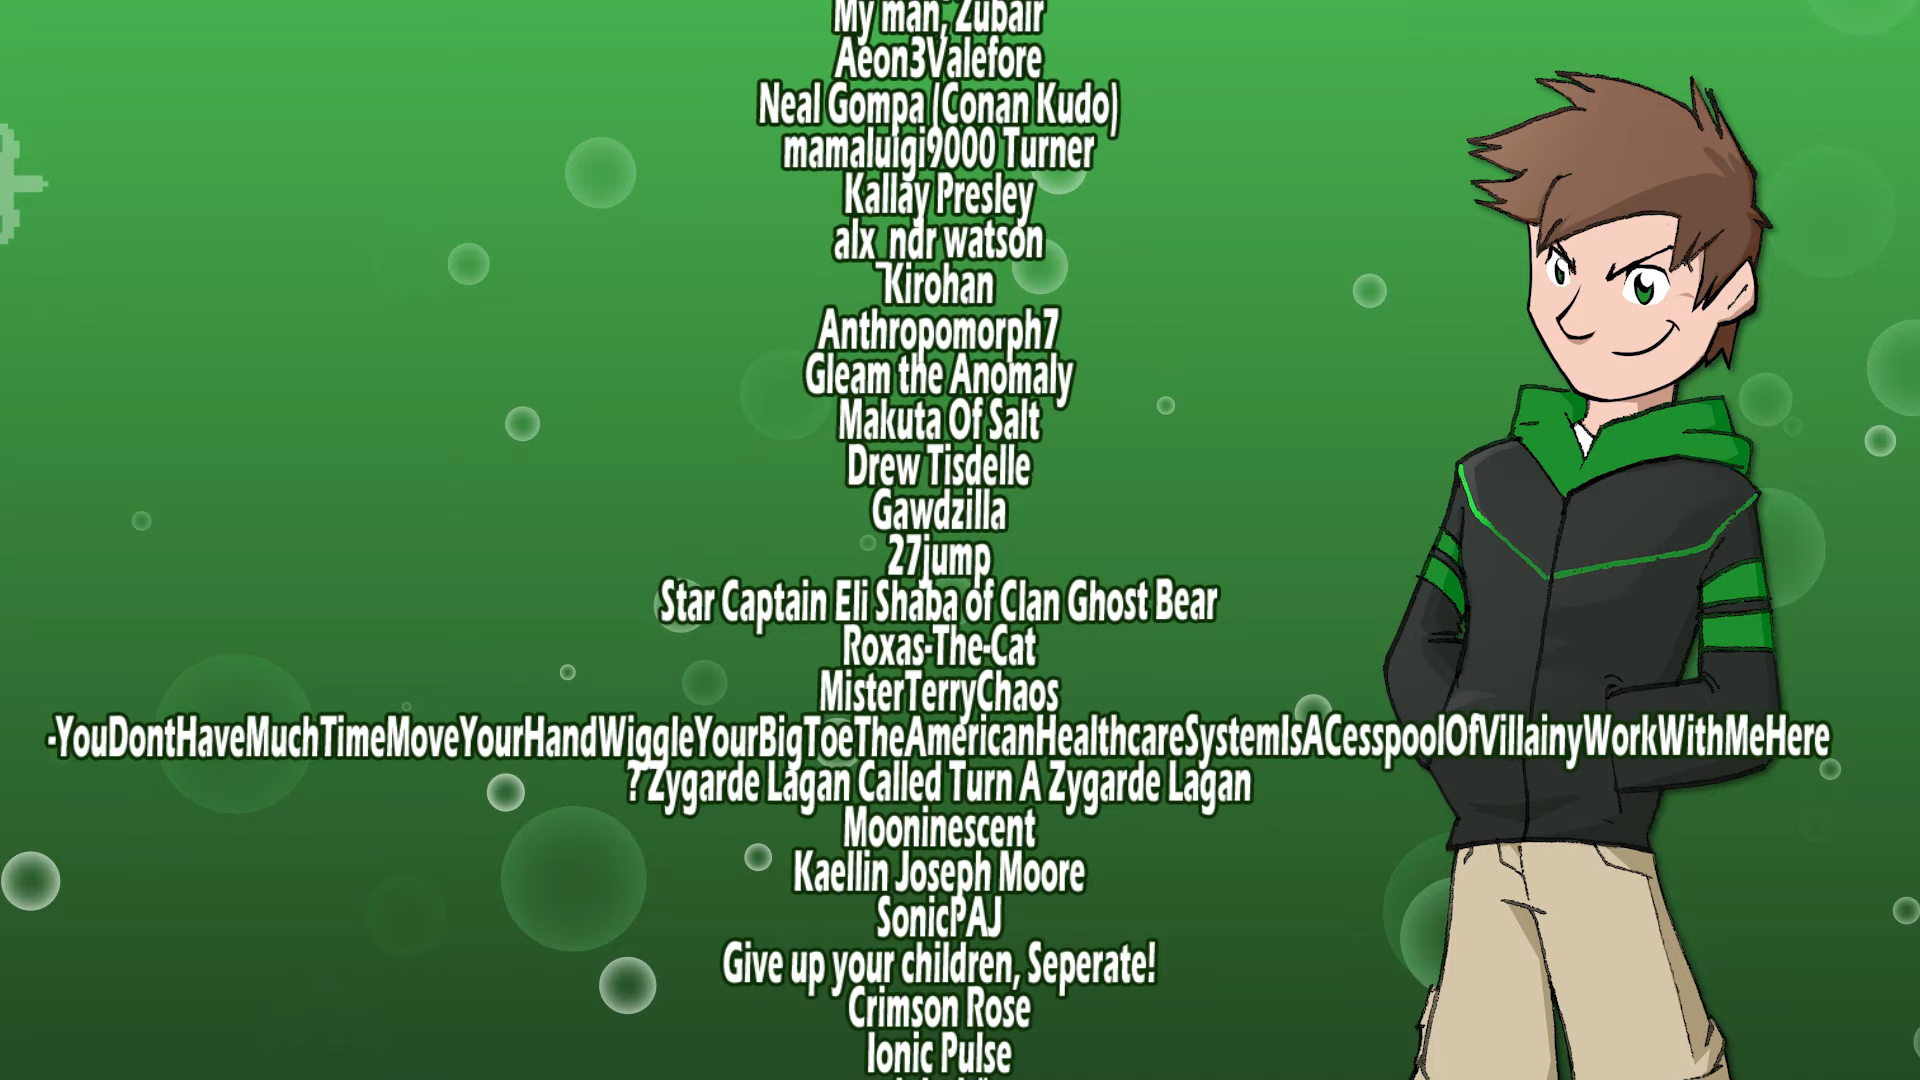 My man, Zubair
Aeon3Valefore
Neal Gompa (Conan Kudo)
mamaluigi9000 Turner
Kallay Presley
alx_ndr watson
Kirohan
Anthropomorph7
Gleam the Anomaly
Makuta Of Salt
Drew Tisdelle
Gawdzilla
27jump
Star Captain Eli Shaba of Clan Ghost Bear
Roxas-The-Cat
MisterTerryChaos
-YouDontHaveMuchTimeMoveYourHandWiggleYourBigToeTheAmericanHealthcareSystemIsACesspoolOfVillainyWorkWithMeHere
? Zygarde Lagan Called Turn A Zygarde Lagan
Mooninescent
Kaellin Joseph Moore
SonicPAJ
Give up your children, Seperate!
Crimson Rose
Ionic Pulse